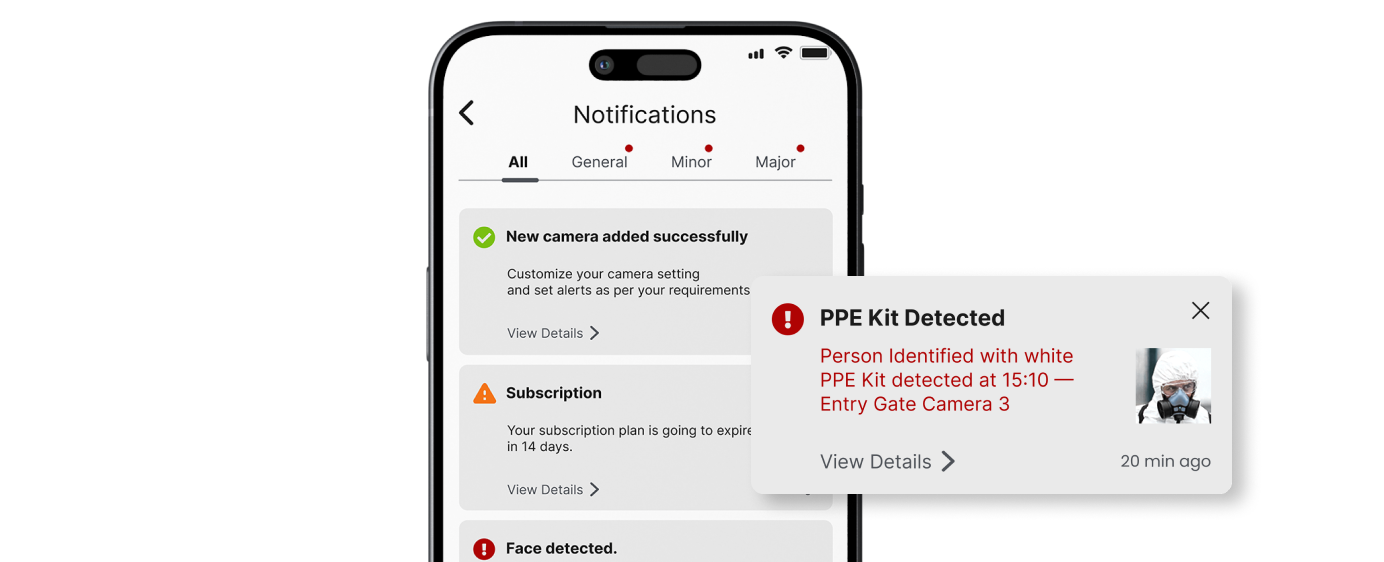 Notifications
All General Minor Major
New camera added successfully
Customize your camera setting
and set alerts as per your requirements
View Details
Subscription
Your subscription plan is going to expire
in 14 days.
View Details
Face detected.
PPE Kit Detected
Person Identified with white
PPE Kit detected at 15:10 —
Entry Gate Camera 3
View Details
20 min ago